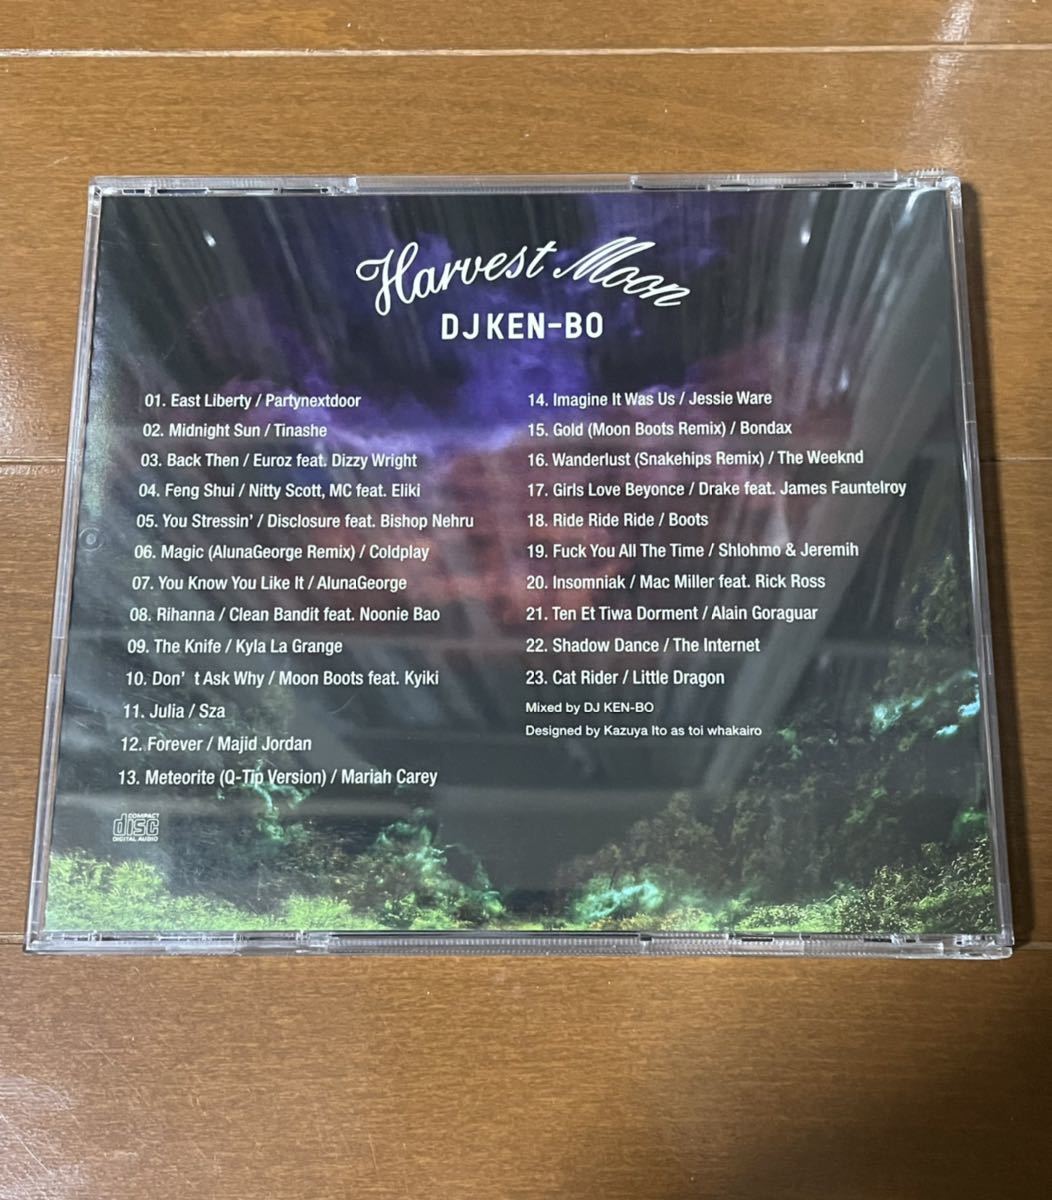 Harvest Moon
DJ KEN-BO
01. East Liberty / Partynextdoor
02. Midnight Sun / Tinashe
03. Back Then / Euroz feat. Dizzy Wright
04. Feng Shui / Nitty Scott, MC feat. Eliki
05. You Stressin’ / Disclosure feat. Bishop Nehru
06. Magic (AlunaGeorge Remix) / Coldplay
07. You Know You Like It / AlunaGeorge
08. Rihanna / Clean Bandit feat. Noonie Bao
09. The Knife / Kyla La Grange
10. Don’ t Ask Why / Moon Boots feat. Kyiki
11. Julia / Sza
12. Forever / Majid Jordan
13. Meteorite (Q-Tip Version) / Mariah Carey
14. Imagine It Was Us / Jessie Ware
15. Gold (Moon Boots Remix) / Bondax
16. Wanderlust (Snakehips Remix) / The Weeknd
17. Girls Love Beyonce / Drake feat. James Fauntelroy
18. Ride Ride Ride / Boots
19. Fuck You All The Time / Shlohmo & Jeremih
20. Insomniak / Mac Miller feat. Rick Ross
21. Ten Et Tiwa Dorment / Alain Goraguar
22. Shadow Dance / The Internet
23. Cat Rider / Little Dragon
Mixed by DJ KEN-BO
Designed by Kazuya Ito as toi whakairo
COMPACT
disc
DIGITAL AUDIO